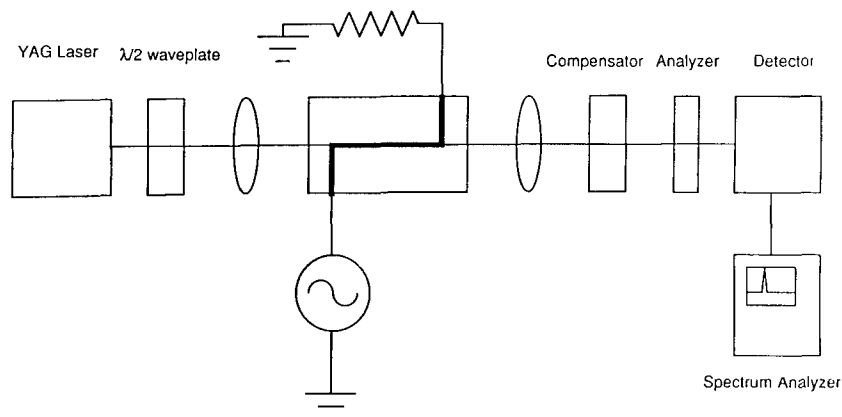 YAG Laser
λ/2 waveplate
Compensator
Analyzer
Detector
Spectrum Analyzer